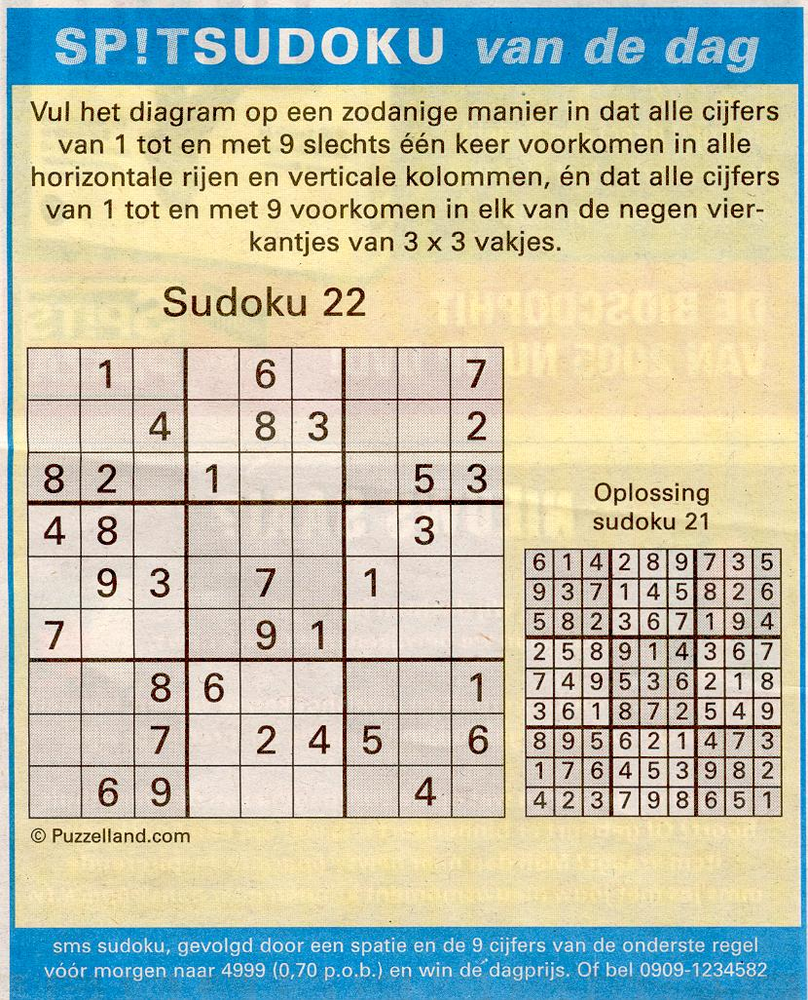 SP!TSUDOKU van de dag
Vul het diagram op een zodanige manier in dat alle cijfers
van 1 tot en met 9 slechts één keer voorkomen in alle
horizontale rijen en verticale kolommen, én dat alle cijfers
van 1 tot en met 9 voorkomen in elk van de negen vier-
kantjes van 3 x 3 vakjes.
Sudoku 22
1 6 7
4 8 3 2
8 2 1 5 3
4 8 3
9 3 7 1
7 9 1
8 6 1
7 2 4 5 6
6 9 4
© Puzzelland.com
Oplossing
sudoku 21
6 1 4 2 8 9 7 3 5
9 3 7 1 4 5 8 2 6
5 8 2 3 6 7 1 9 4
2 5 8 9 1 4 3 6 7
7 4 9 5 3 6 2 1 8
3 6 1 8 7 2 5 4 9
8 9 5 6 2 1 4 7 3
1 7 6 4 5 3 9 8 2
4 2 3 7 9 8 6 5 1
sms sudoku, gevolgd door een spatie en de 9 cijfers van de onderste regel
vóór morgen naar 4999 (0,70 p.o.b.) en win de dagprijs. Of bel 0909-1234582